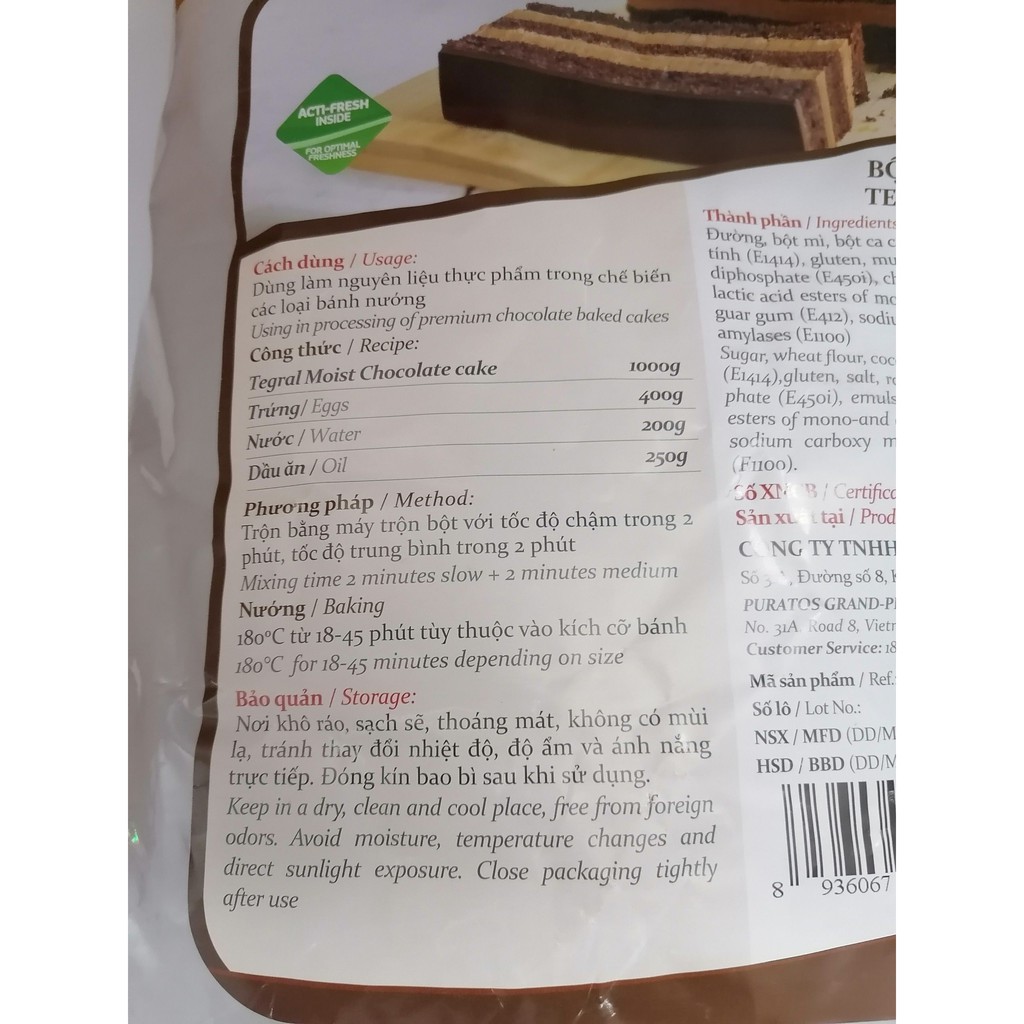 ACTI-FRESH
INSIDE
FOR OPTIMAL
FRESHNESS
Cách dùng / Usage:
Dùng làm nguyên liệu thực phẩm trong chế biến
các loại bánh nướng
Using in processing of premium chocolate baked cakes
Công thức / Recipe:
Tegral Moist Chocolate cake 1000g
Trứng/ Eggs 400g
Nước / Water 200g
Dầu ăn / Oil 250g
Phương pháp / Method:
Trộn bằng máy trộn bột với tốc độ chậm trong 2
phút, tốc độ trung bình trong 2 phút
Mixing time 2 minutes slow + 2 minutes medium
Nướng / Baking
180°C từ 18-45 phút tùy thuộc vào kích cỡ bánh
180°C for 18-45 minutes depending on size
Bảo quản / Storage:
Nơi khô ráo, sạch sẽ, thoáng mát, không có mùi
lạ, tránh thay đổi nhiệt độ, độ ẩm và ánh nắng
trực tiếp. Đóng kín bao bì sau khi sử dụng.
Keep in a dry, clean and cool place, free from foreign
odors. Avoid moisture, temperature changes and
direct sunlight exposure. Close packaging tightly
after use
Thành phần / Ingredients
Đường, bột mì, bột ca
tính (E1414), gluten,
diphosphate (E450i),
lactic acid esters of
guar gum (E412),
amylases (E1100)
Sugar, wheat flour,
(E1414),gluten, salt,
phate (E450i),
esters of mono-and
sodium carboxy
(E1100).
Số / 
Sản tại /
TY TNHH
Số Đường số 8,
PURATOS
No. 31A. Road 8,
Customer Service:
Mã sản phẩm / Ref.
Số lô / Lot No.:
NSX / MFD
HSD / BBD
8 936067